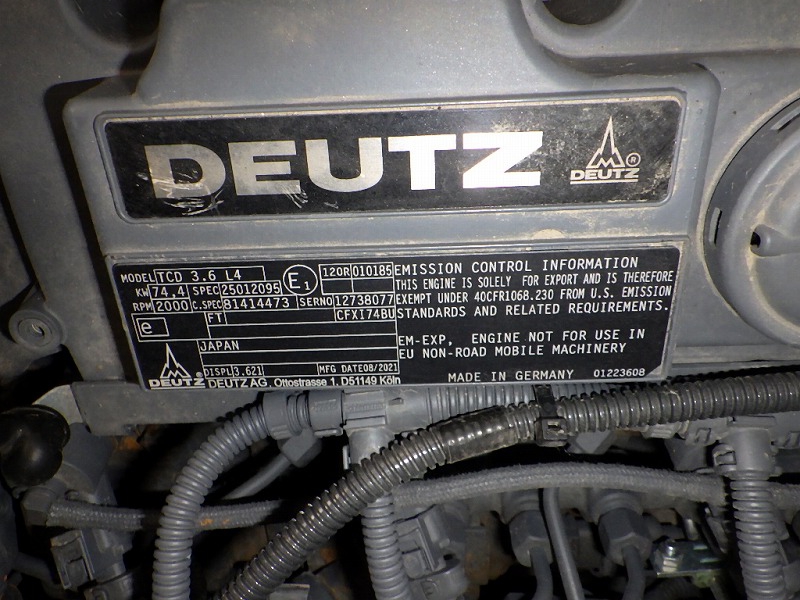 DEUTZ
DEUTZ ®
MODEL TCD 3.6 L4
KW 74,4 SPEC 25012095 E1 120R 010185
RPM 2000 C.SPEC 81414473 SERNO 12738077
e FT CFXI74BU
JAPAN
DISPL 3.621 MFG DATE 08/2021
DEUTZ® DEUTZ AG, Ottostrasse 1, D51149 Köln
EMISSION CONTROL INFORMATION
THIS ENGINE IS SOLELY FOR EXPORT AND IS THEREFORE
EXEMPT UNDER 40CFR1068.230 FROM U.S. EMISSION
STANDARDS AND RELATED REQUIREMENTS.
EM-EXP, ENGINE NOT FOR USE IN
EU NON-ROAD MOBILE MACHINERY
MADE IN GERMANY 01223608